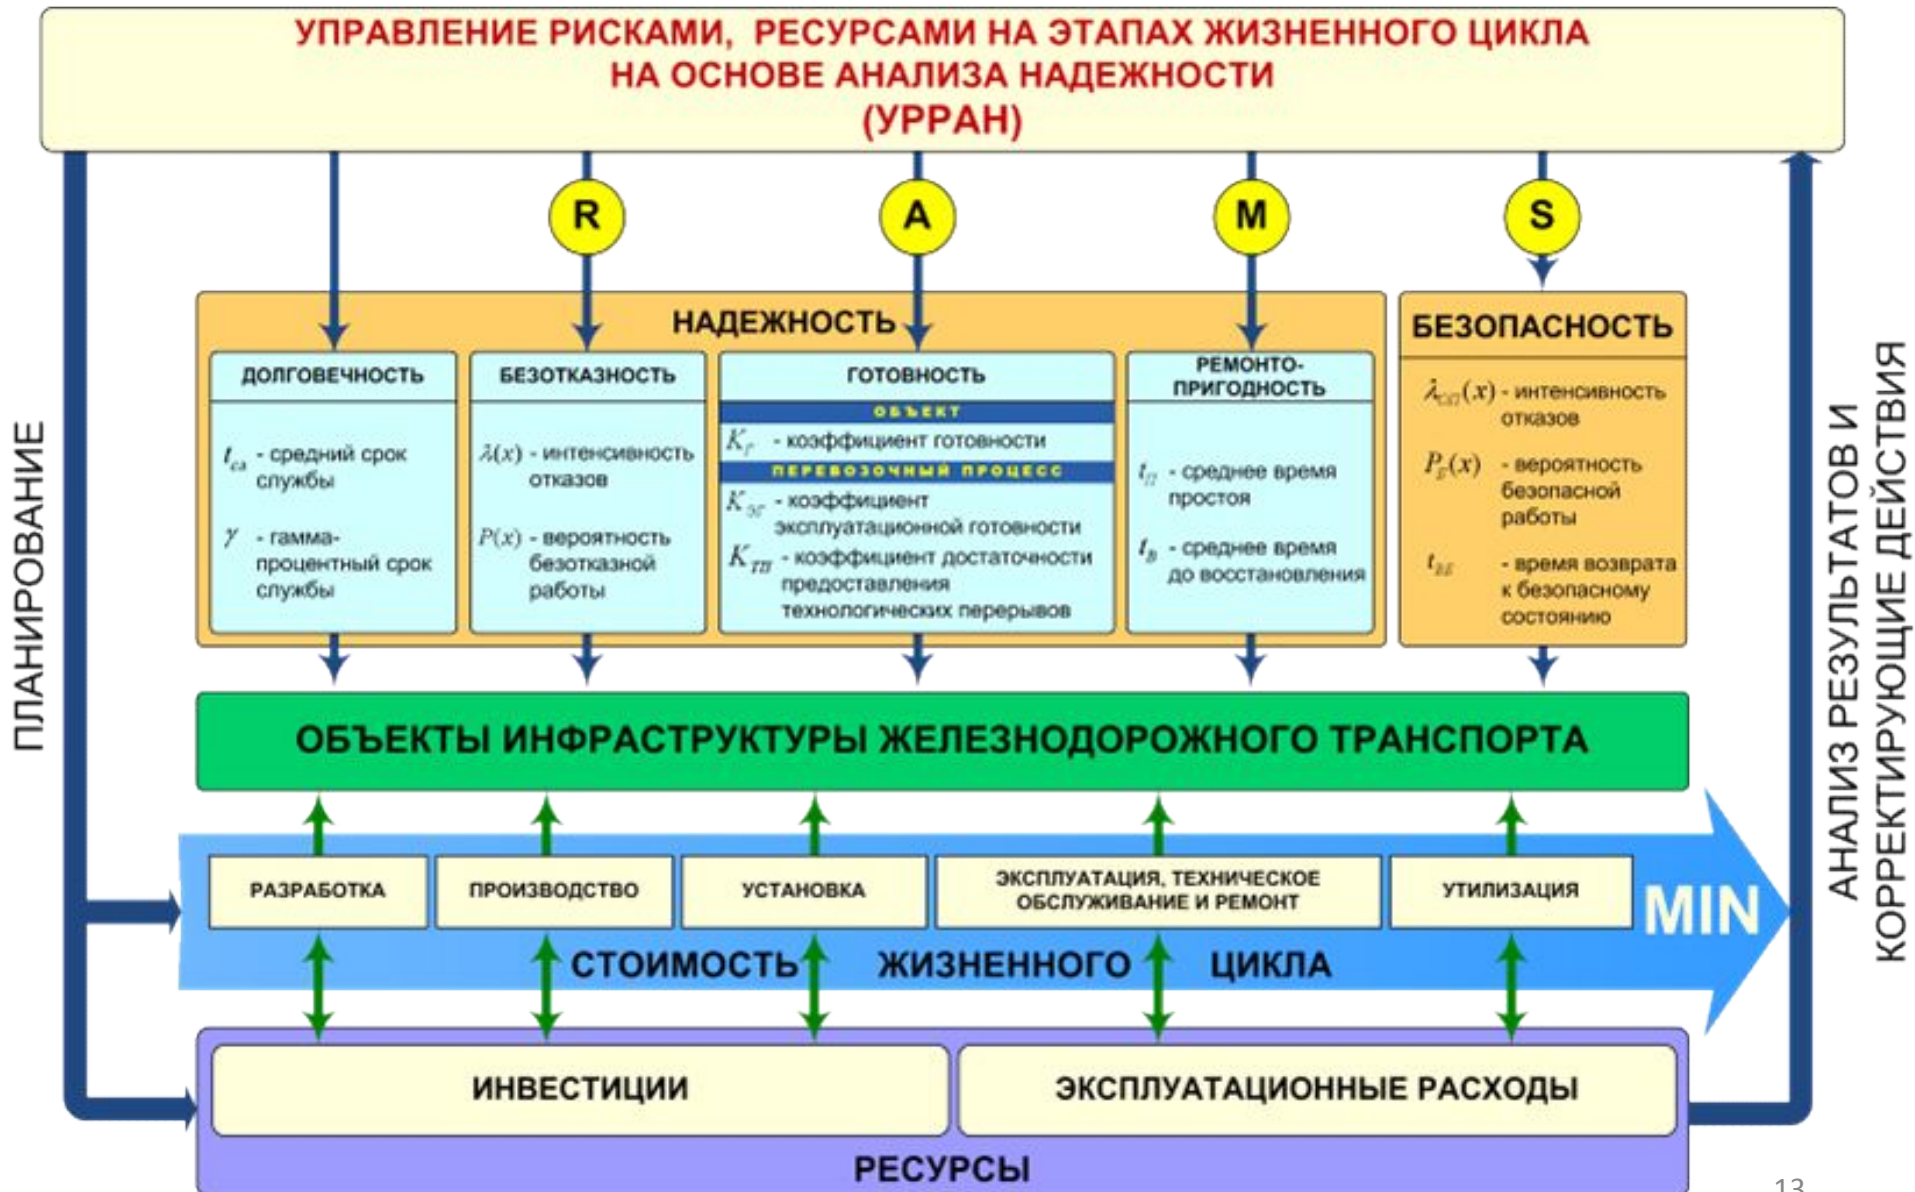 УПРАВЛЕНИЕ РИСКАМИ, РЕСУРСАМИ НА ЭТАПАХ ЖИЗНЕННОГО ЦИКЛА
НА ОСНОВЕ АНАЛИЗА НАДЕЖНОСТИ
(УРРАН)
R
A
M
S
ПЛАНИРОВАНИЕ
НАДЕЖНОСТЬ
ДОЛГОВЕЧНОСТЬ
t_сл - средний срок
службы
γ - гамма-
процентный срок
службы
БЕЗОТКАЗНОСТЬ
λ(x) - интенсивность
отказов
P(x) - вероятность
безотказной
работы
ГОТОВНОСТЬ
ОБЪЕКТ
K_Г - коэффициент готовности
ПЕРЕВОЗОЧНЫЙ ПРОЦЕСС
K_ЭГ - коэффициент
эксплуатационной готовности
K_ТП - коэффициент достаточности
предоставления
технологических перерывов
РЕМОНТО-
ПРИГОДНОСТЬ
t_П - среднее время
простоя
t_В - среднее время
до восстановления
БЕЗОПАСНОСТЬ
λ(x) - интенсивность
отказов
P_Б(x) - вероятность
безопасной
работы
t - время возврата
к безопасному
состоянию
ОБЪЕКТЫ ИНФРАСТРУКТУРЫ ЖЕЛЕЗНОДОРОЖНОГО ТРАНСПОРТА
РАЗРАБОТКА
ПРОИЗВОДСТВО
УСТАНОВКА
ЭКСПЛУАТАЦИЯ, ТЕХНИЧЕСКОЕ
ОБСЛУЖИВАНИЕ И РЕМОНТ
УТИЛИЗАЦИЯ
MIN
СТОИМОСТЬ ЖИЗНЕННОГО ЦИКЛА
ИНВЕСТИЦИИ
ЭКСПЛУАТАЦИОННЫЕ РАСХОДЫ
РЕСУРСЫ
АНАЛИЗ РЕЗУЛЬТАТОВ И
КОРРЕКТИРУЮЩИЕ ДЕЙСТВИЯ
13